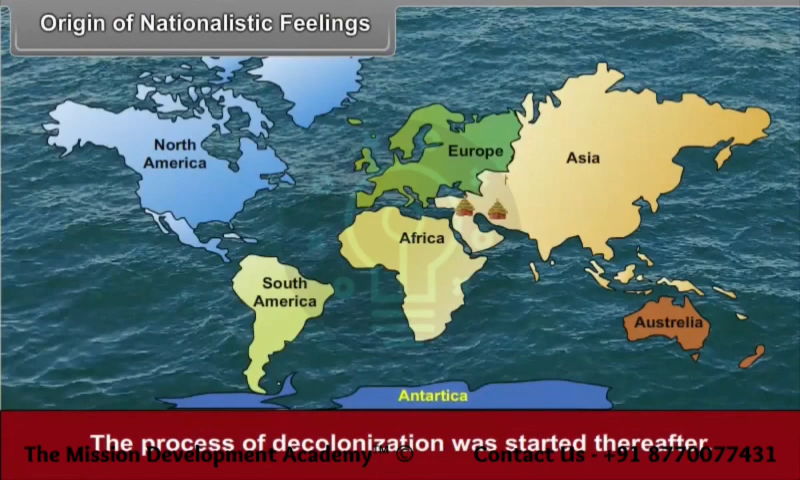 Origin of Nationalistic Feelings
North
America
Europe
Asia
Africa
South
America
Austrelia
Antartica
The process of decolonization was started thereafter
The Mission Development Academy™ © Contact Us - +91 8770077431